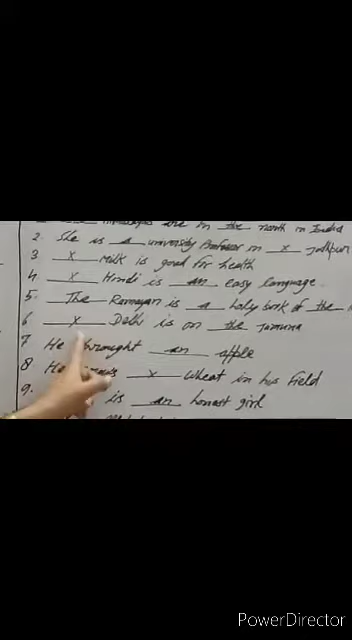 are in the north in India
2. She is a university Professor in x Jodhpur
3 x milk is good for health
4. x Hindi is an easy language.
5. The Ramayan is a holy book of the
6 x Delhi is on the Jamuna
7 He brought an apple
8 He x Wheat in his field
9. is an honest girl
PowerDirector